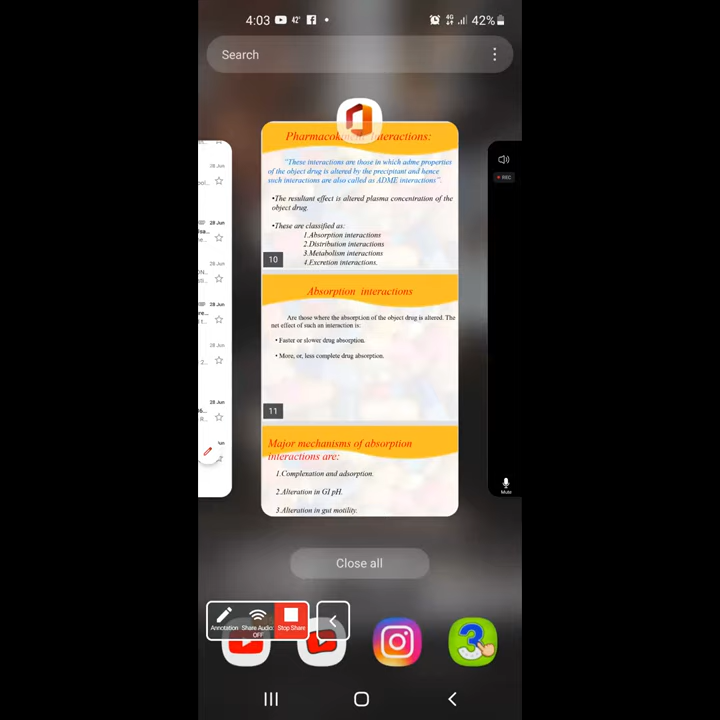 4:03 42° 4G 42%
Search
28 Jun
28 Jun
28 Jun
28 Jun
28 Jun
28 Jun
Pharmacokinetic interactions:
"These interactions are those in which adme properties
of the object drug is altered by the precipitant and hence
such interactions are also called as ADME interactions".
•The resultant effect is altered plasma concentration of the
object drug.
•These are classified as:
1.Absorption interactions
2.Distribution interactions
3.Metabolism interactions
4.Excretion interactions.
10
Absorption interactions
Are those where the absorption of the object drug is altered. The
net effect of such an interaction is:
• Faster or slower drug absorption.
• More, or, less complete drug absorption.
11
Major mechanisms of absorption
interactions are:
1.Complexation and adsorption.
2.Alteration in GI pH.
3.Alteration in gut motility.
REC
Mute
Close all
Annotation Share Audio: OFF Stop Share
3